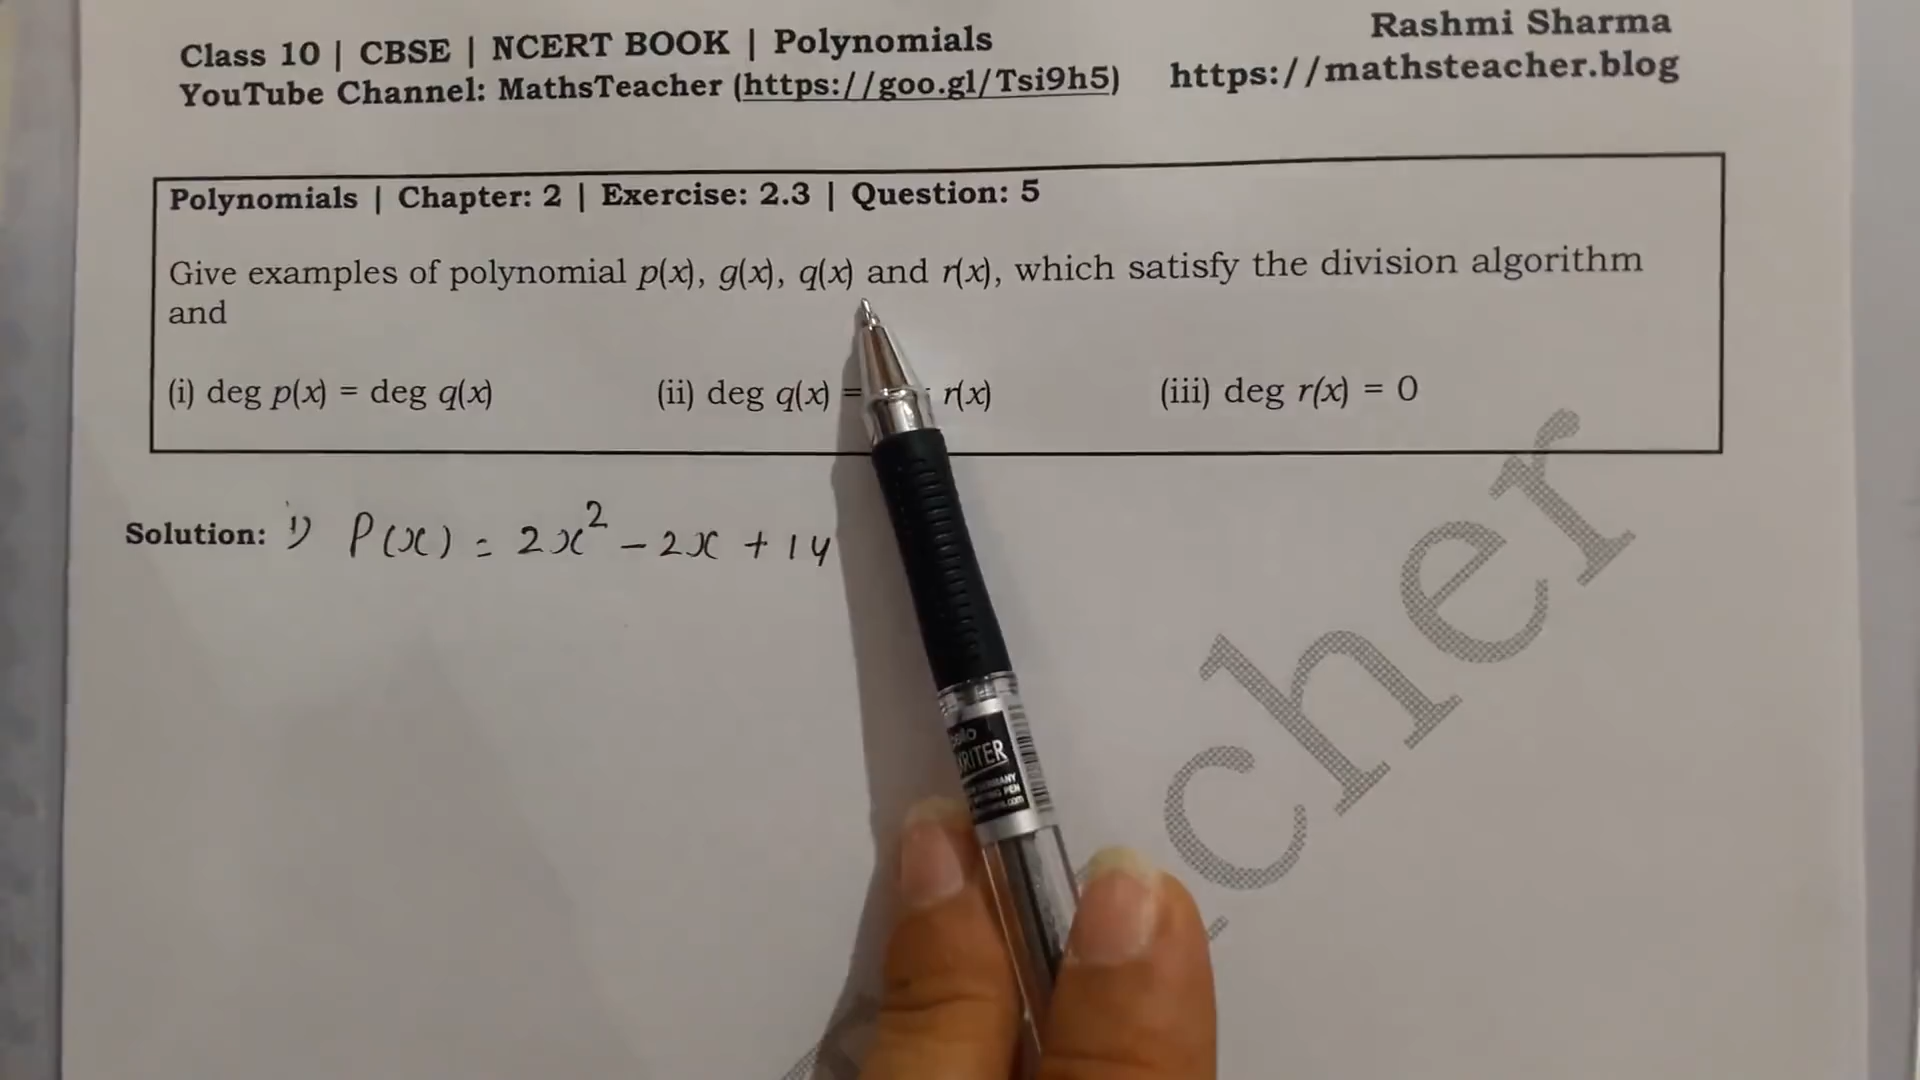 Class 10 | CBSE | NCERT BOOK | Polynomials
Rashmi Sharma
YouTube Channel: MathsTeacher (https://goo.gl/Tsi9h5)
https://mathsteacher.blog
Polynomials | Chapter: 2 | Exercise: 2.3 | Question: 5
Give examples of polynomial p(x), g(x), q(x) and r(x), which satisfy the division algorithm
and
(i) deg p(x) = deg q(x) (ii) deg q(x) = r(x) (iii) deg r(x) = 0
Solution: i) P(x) = 2x² - 2x + 14
cher
RITER